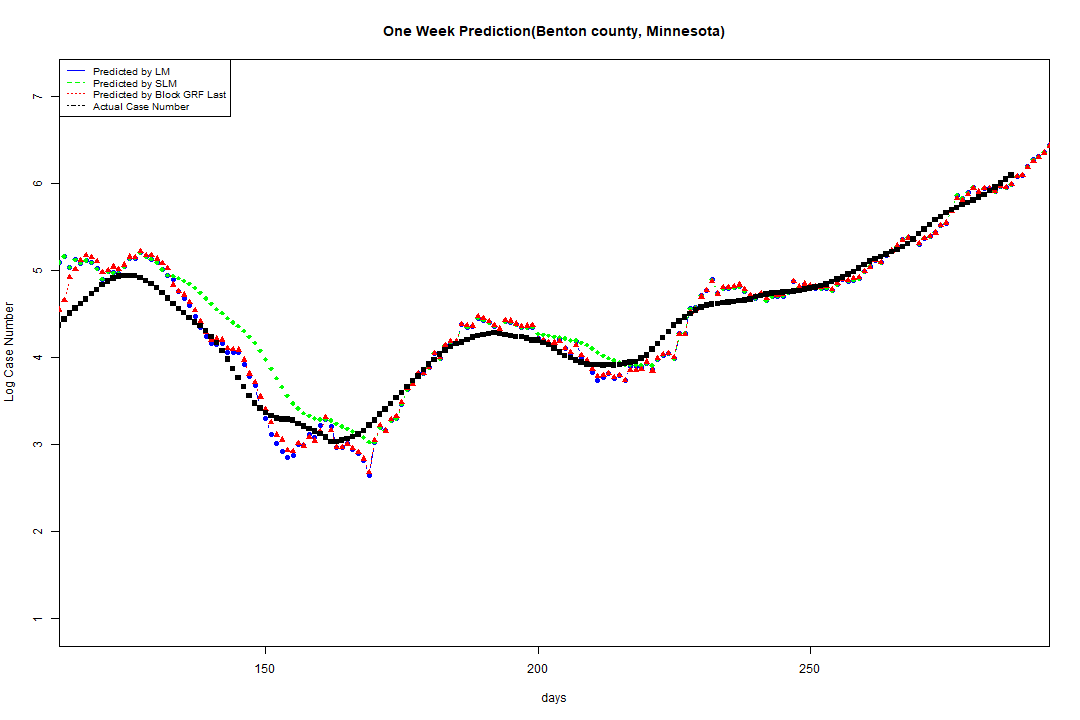 One Week Prediction(Benton county, Minnesota)
Predicted by LM
Predicted by SLM
Predicted by Block GRF Last
Actual Case Number
7
6
5
4
3
2
1
Log Case Number
150 200 250
days